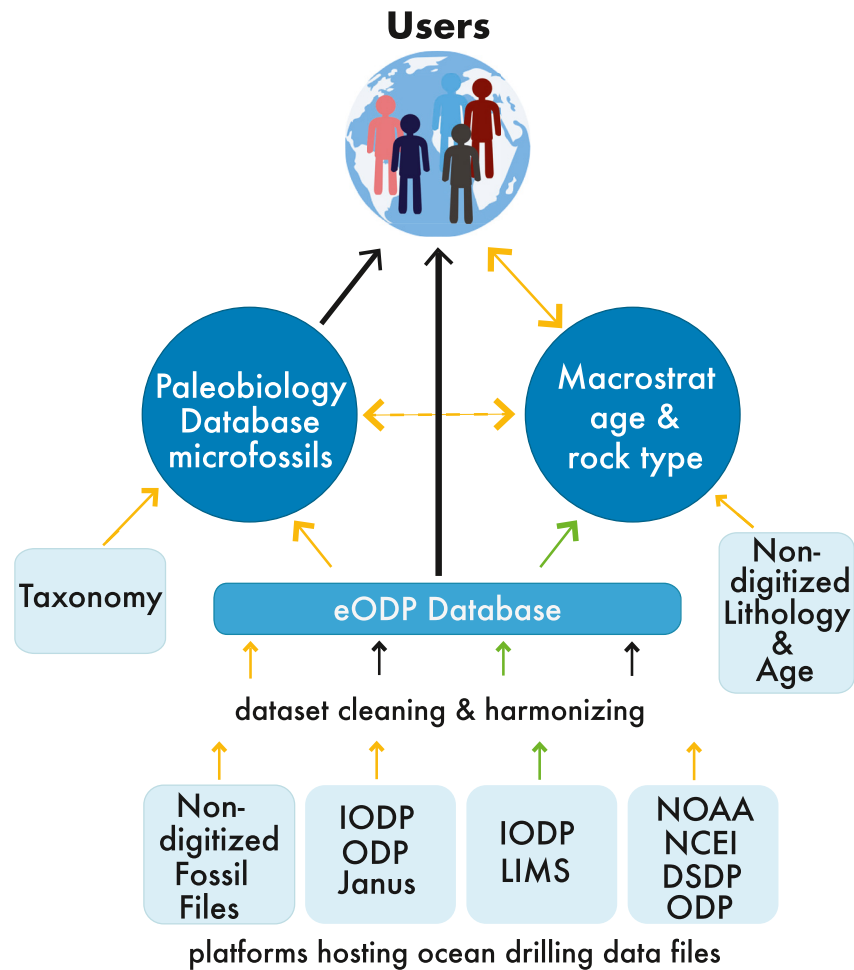 Users
Paleobiology
Database
microfossils
Macrostrat
age &
rock type
Taxonomy
Non-
digitized
Lithology
&
Age
eODP Database
dataset cleaning & harmonizing
Non-
digitized
Fossil
Files
IODP
ODP
Janus
IODP
LIMS
NOAA
NCEI
DSDP
ODP
platforms hosting ocean drilling data files